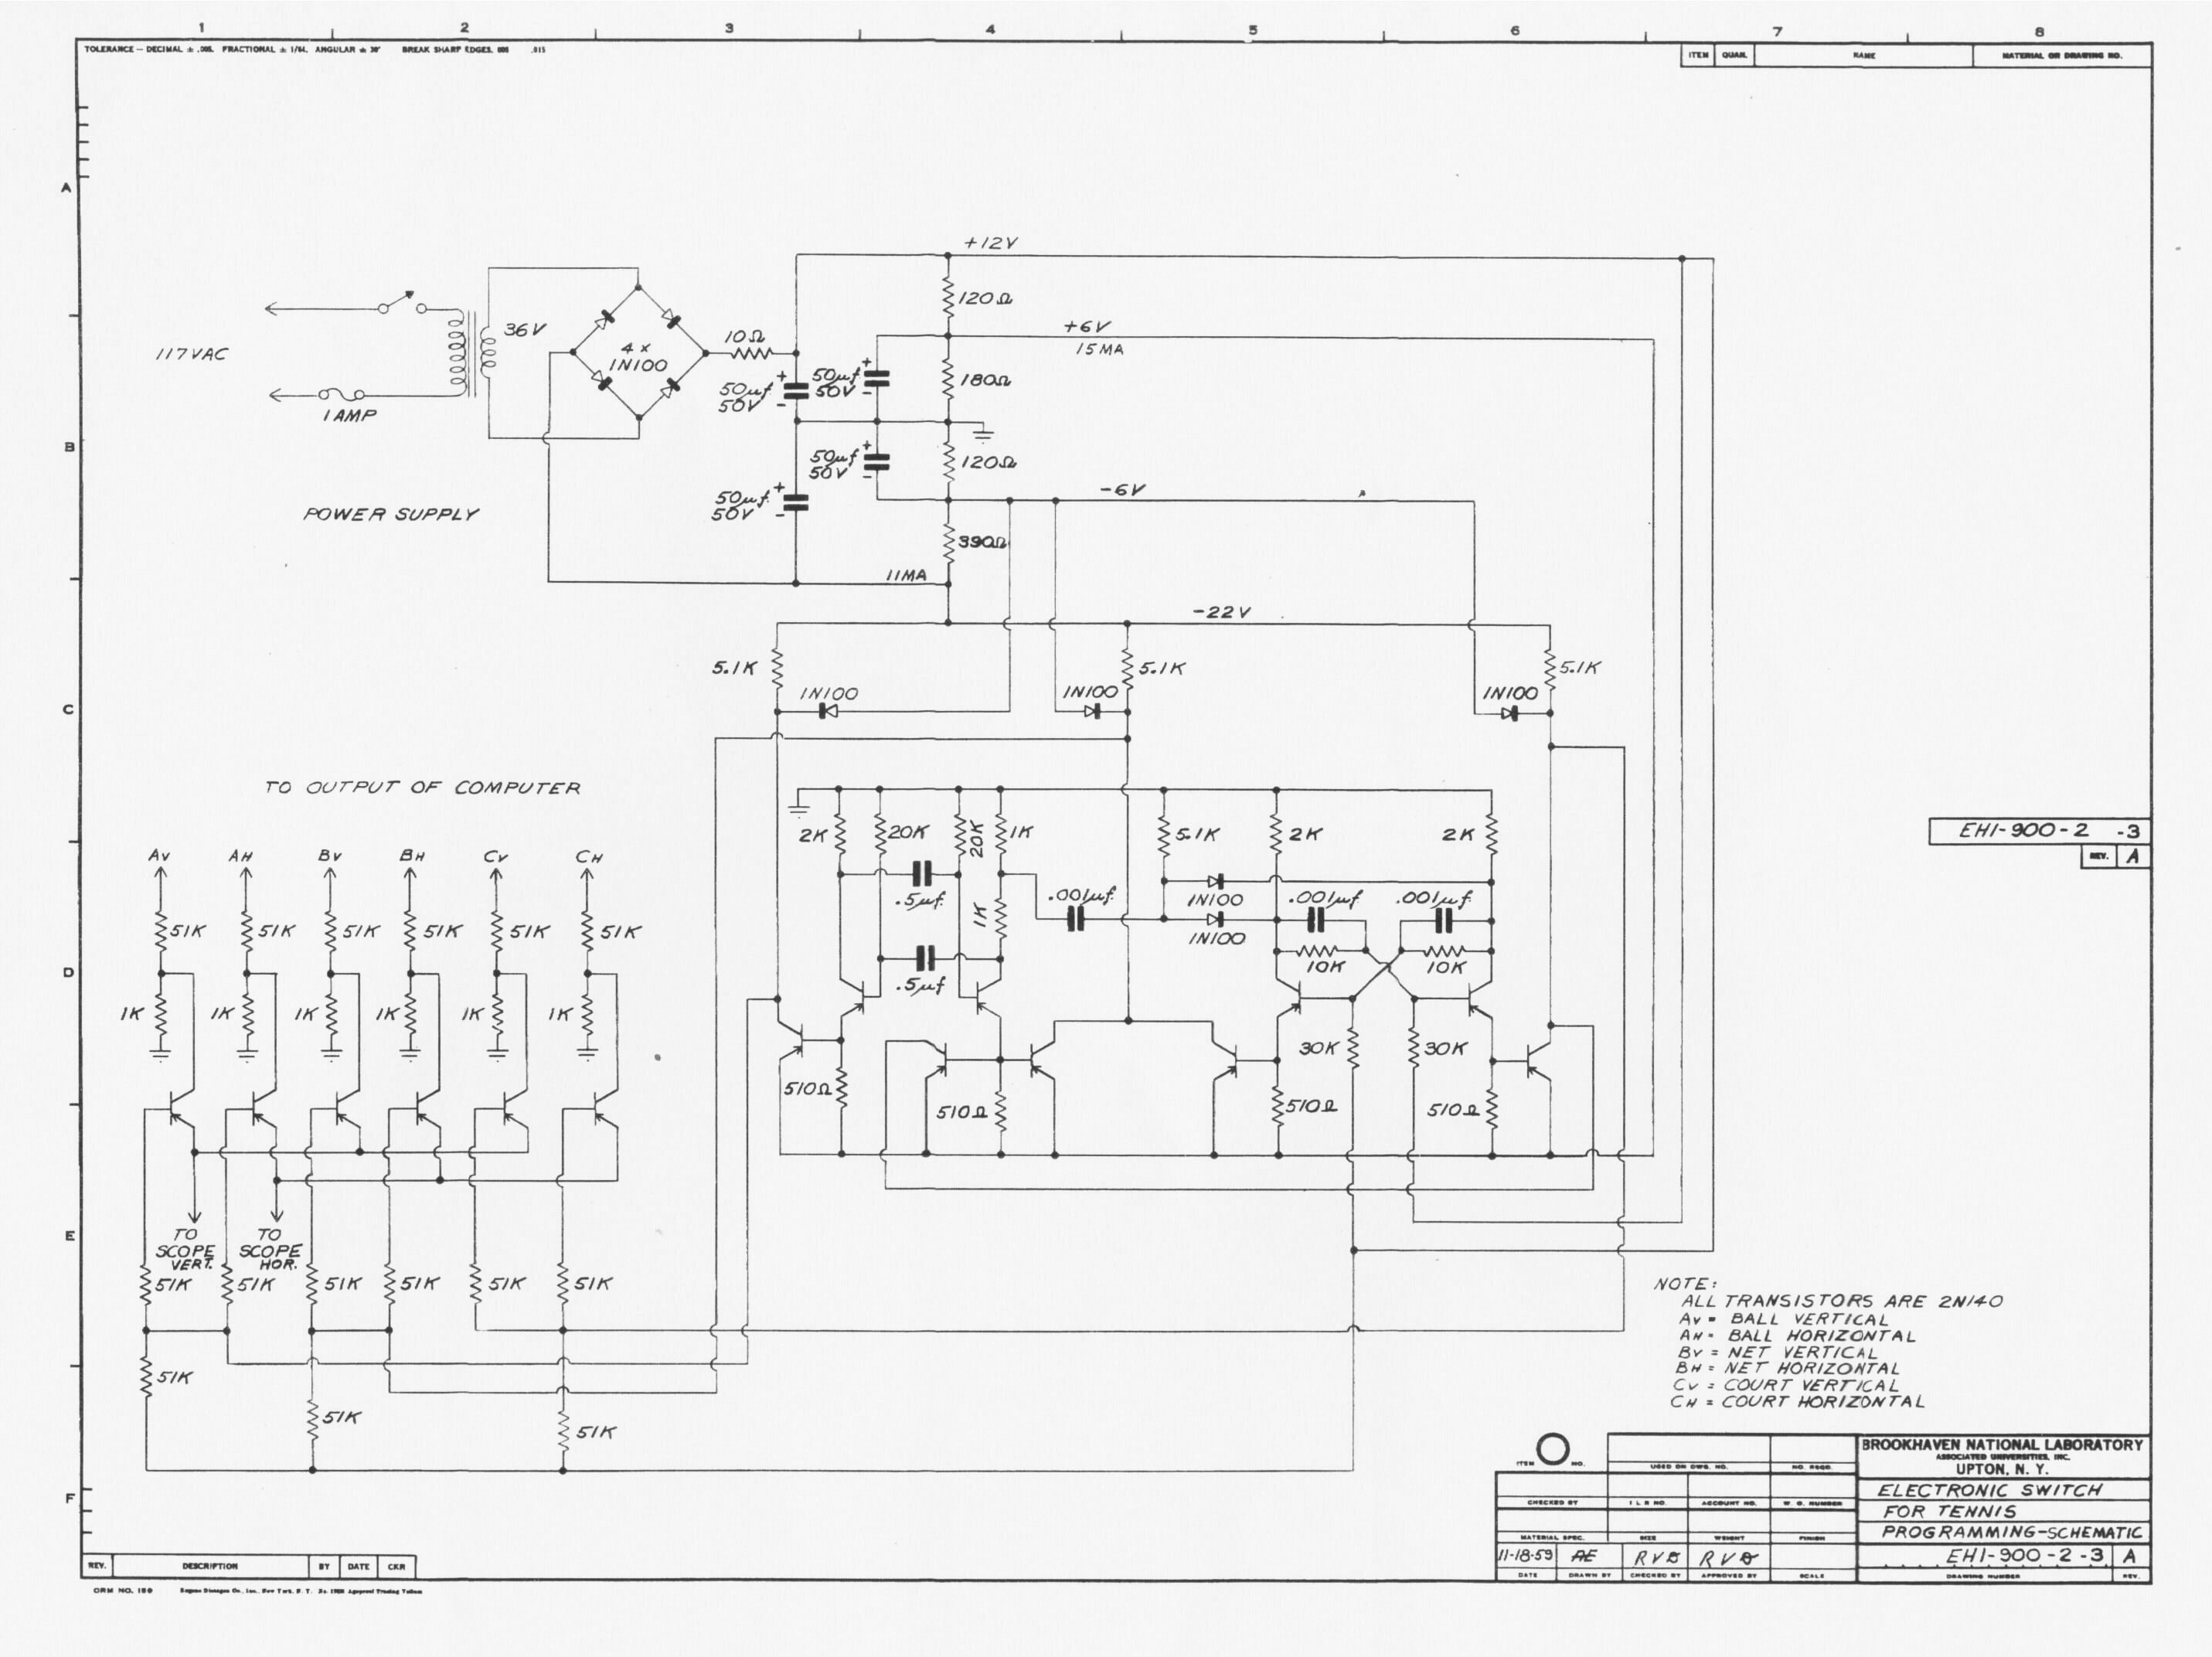 1 2 3 4 5 6 7 8
TOLERANCE — DECIMAL ± .005. FRACTIONAL ± 1/64. ANGULAR ± 30' BREAK SHARP EDGES. .015
ITEM QUAN. NAME MATERIAL OR DRAWING NO.
A
B
C
D
E
F
+12V
120Ω
+6V
15 MA
117VAC
1 AMP
36V
4 x
1N100
10Ω
50µf
50V
+
-
50µf
50V
+
-
180Ω
50µf
50V
+
-
120Ω
50µf
50V
+
-
-6V
390Ω
11MA
POWER SUPPLY
-22V
5.1K
1N100
1N100
5.1K
1N100
5.1K
TO OUTPUT OF COMPUTER
AV AH BV BH CV CH
51K 51K 51K 51K 51K 51K
1K 1K 1K 1K 1K 1K
2K 20K 20K 1K 5.1K 2K 2K
.5µf
1K
.001µf
1N100
1N100
.001µf .001µf
10K 10K
.5µf
510Ω
510Ω
30K
30K
510Ω
510Ω
TO
SCOPE
VERT.
TO
SCOPE
HOR.
51K 51K 51K 51K 51K 51K
51K
51K
51K
EHI-900-2 -3
REV. A
NOTE:
ALL TRANSISTORS ARE 2N140
AV = BALL VERTICAL
AH = BALL HORIZONTAL
BV = NET VERTICAL
BH = NET HORIZONTAL
CV = COURT VERTICAL
CH = COURT HORIZONTAL
ITEM NO.
USED ON DWG. NO. NO. REQD.
CHECKED BY I L R NO. ACCOUNT NO. W. O. NUMBER
MATERIAL SPEC. SIZE WEIGHT FINISH
11-18-59 AE RVD RVD
DATE DRAWN BY CHECKED BY APPROVED BY SCALE
BROOKHAVEN NATIONAL LABORATORY
ASSOCIATED UNIVERSITIES, INC.
UPTON, N. Y.
ELECTRONIC SWITCH
FOR TENNIS
PROGRAMMING-SCHEMATIC
EHI-900-2-3 A
DRAWING NUMBER REV.
REV. DESCRIPTION BY DATE CKR
ORM NO. 159